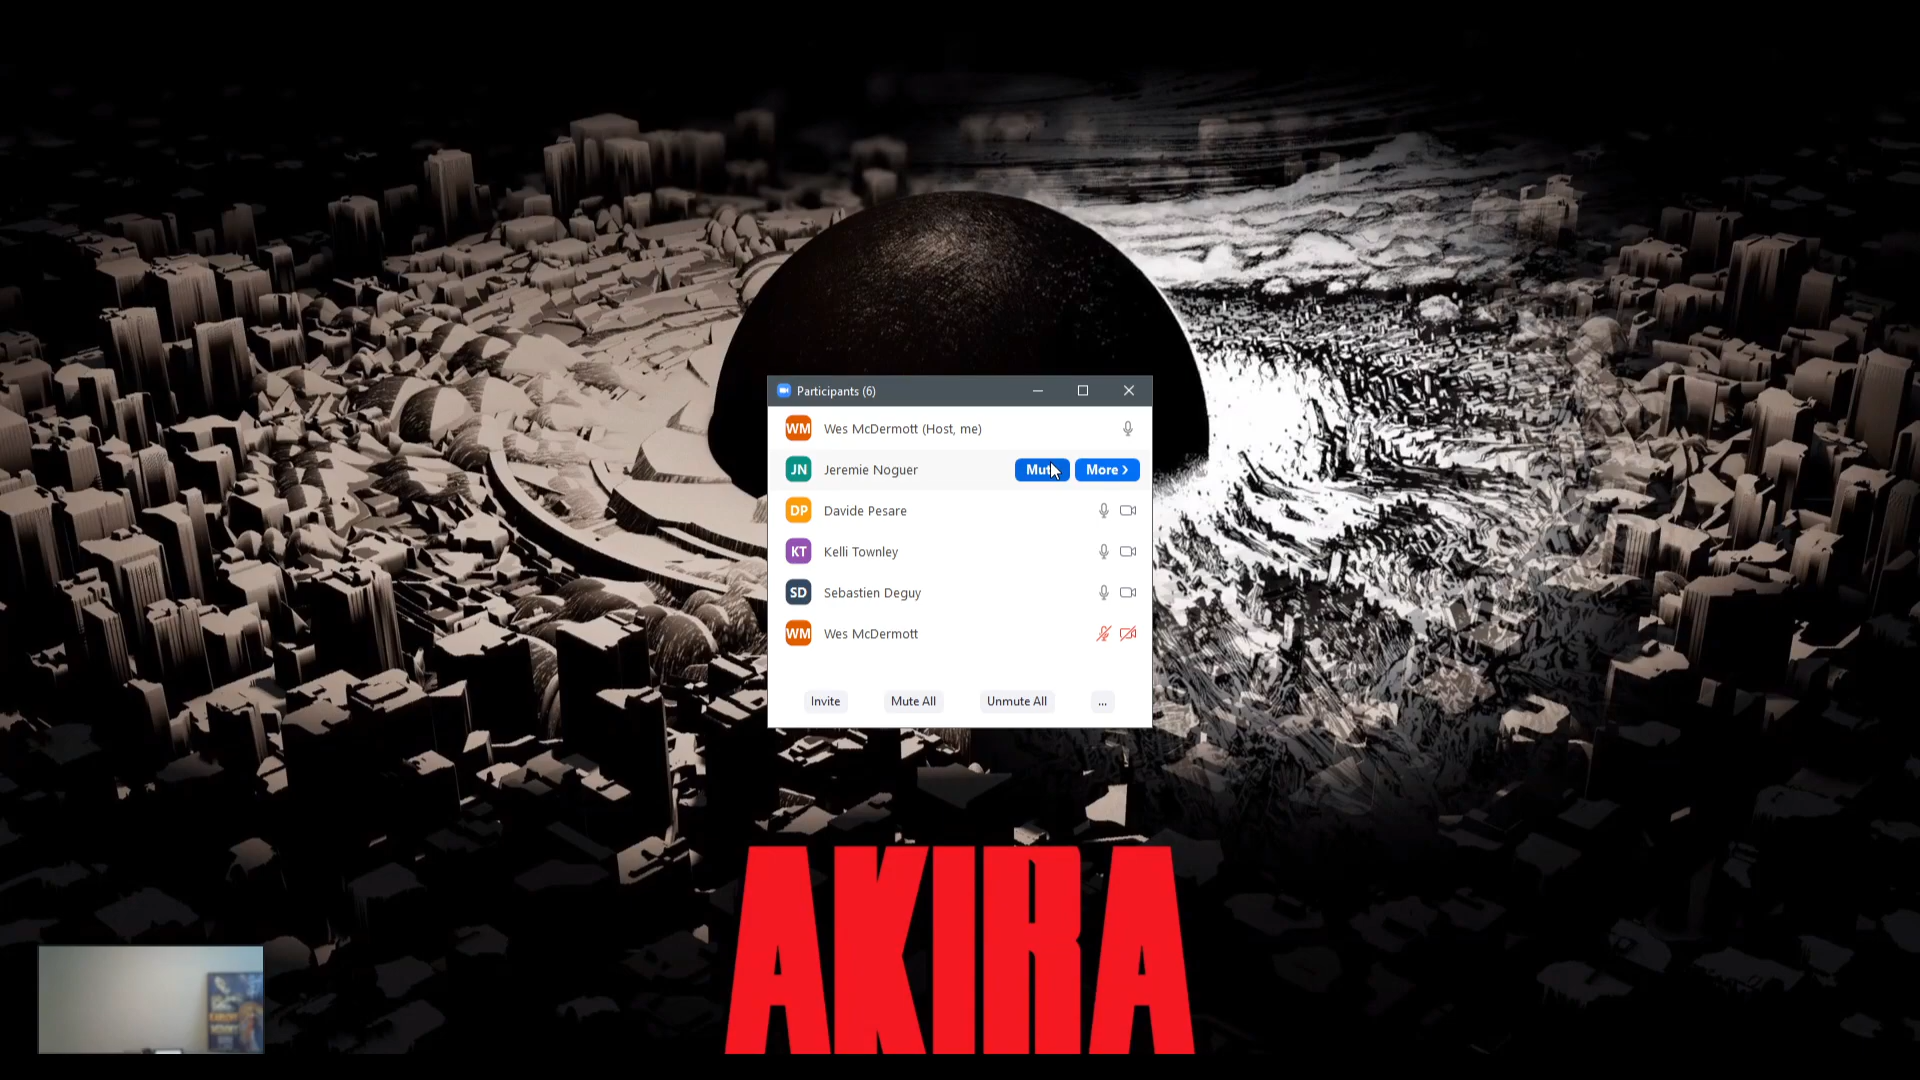 Participants (6)
WM Wes McDermott (Host, me)
JN Jeremie Noguer Mut More >
DP Davide Pesare
KT Kelli Townley
SD Sebastien Deguy
WM Wes McDermott
Invite Mute All Unmute All ...
AKIRA